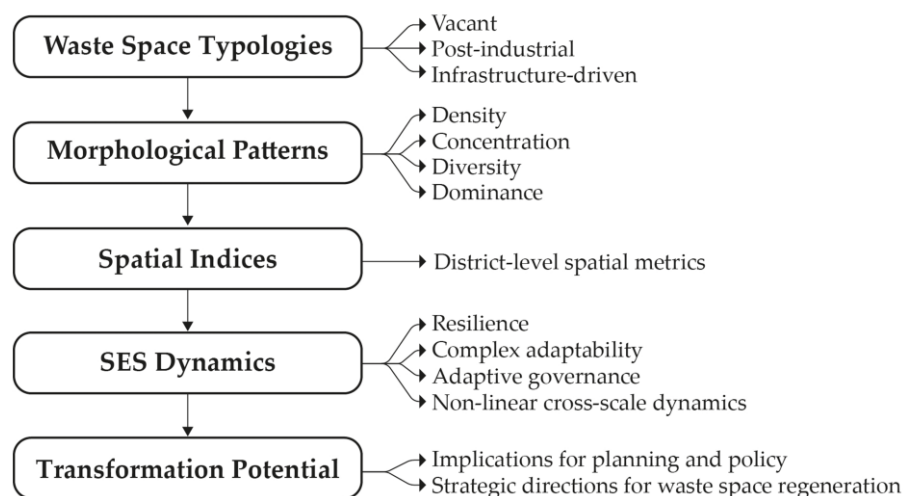 Waste Space Typologies
Vacant
Post-industrial
Infrastructure-driven
Morphological Patterns
Density
Concentration
Diversity
Dominance
Spatial Indices
District-level spatial metrics
SES Dynamics
Resilience
Complex adaptability
Adaptive governance
Non-linear cross-scale dynamics
Transformation Potential
Implications for planning and policy
Strategic directions for waste space regeneration